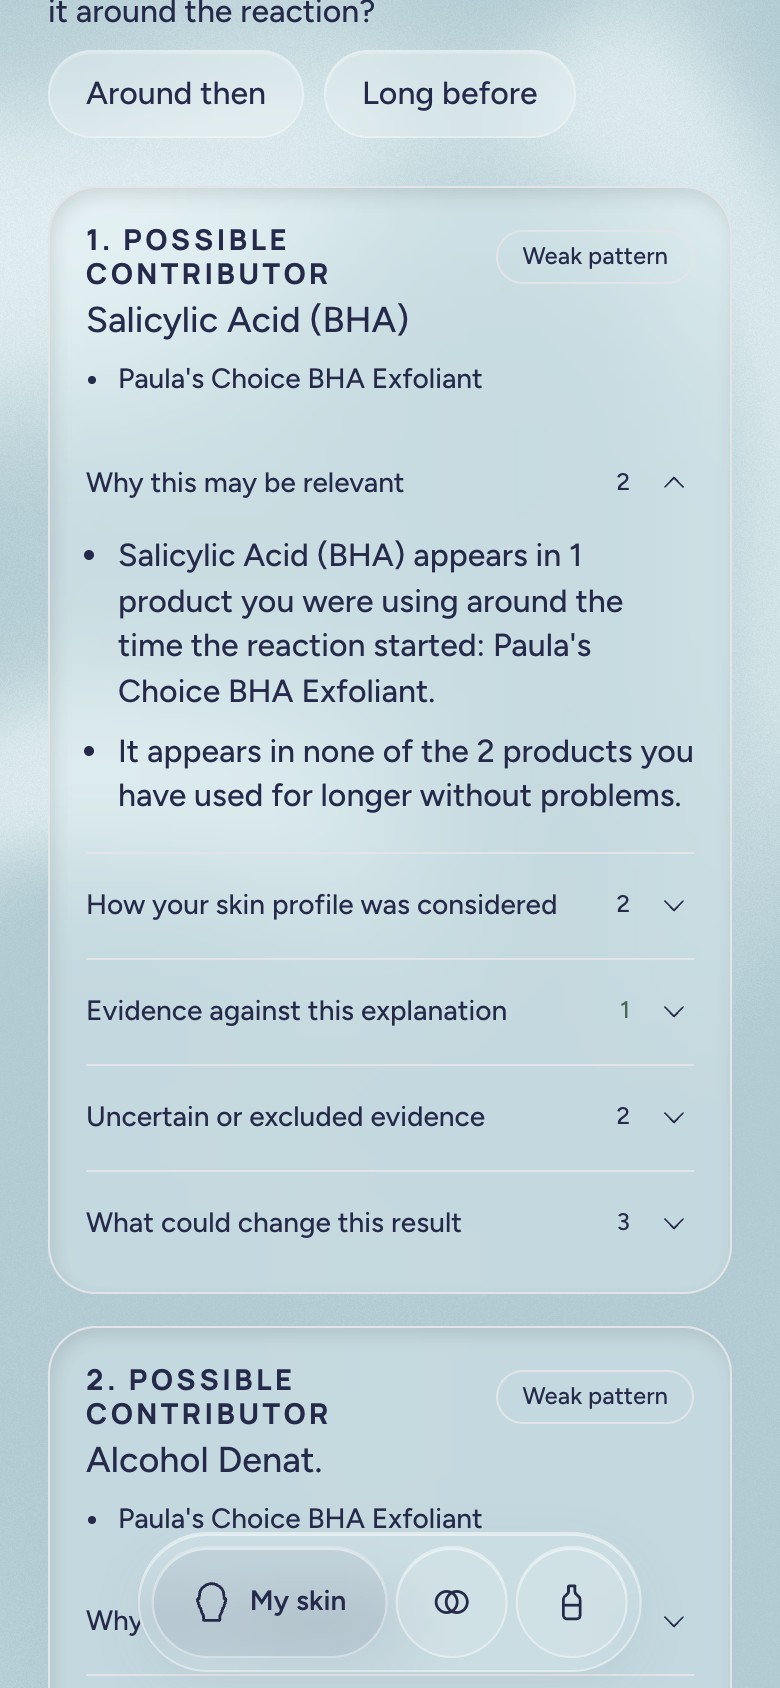 it around the reaction?
Around then
Long before
1. POSSIBLE
CONTRIBUTOR
Weak pattern
Salicylic Acid (BHA)
• Paula's Choice BHA Exfoliant
Why this may be relevant 2
• Salicylic Acid (BHA) appears in 1
product you were using around the
time the reaction started: Paula's
Choice BHA Exfoliant.
• It appears in none of the 2 products you
have used for longer without problems.
How your skin profile was considered 2
Evidence against this explanation 1
Uncertain or excluded evidence 2
What could change this result 3
2. POSSIBLE
CONTRIBUTOR
Weak pattern
Alcohol Denat.
• Paula's Choice BHA Exfoliant
Why
My skin